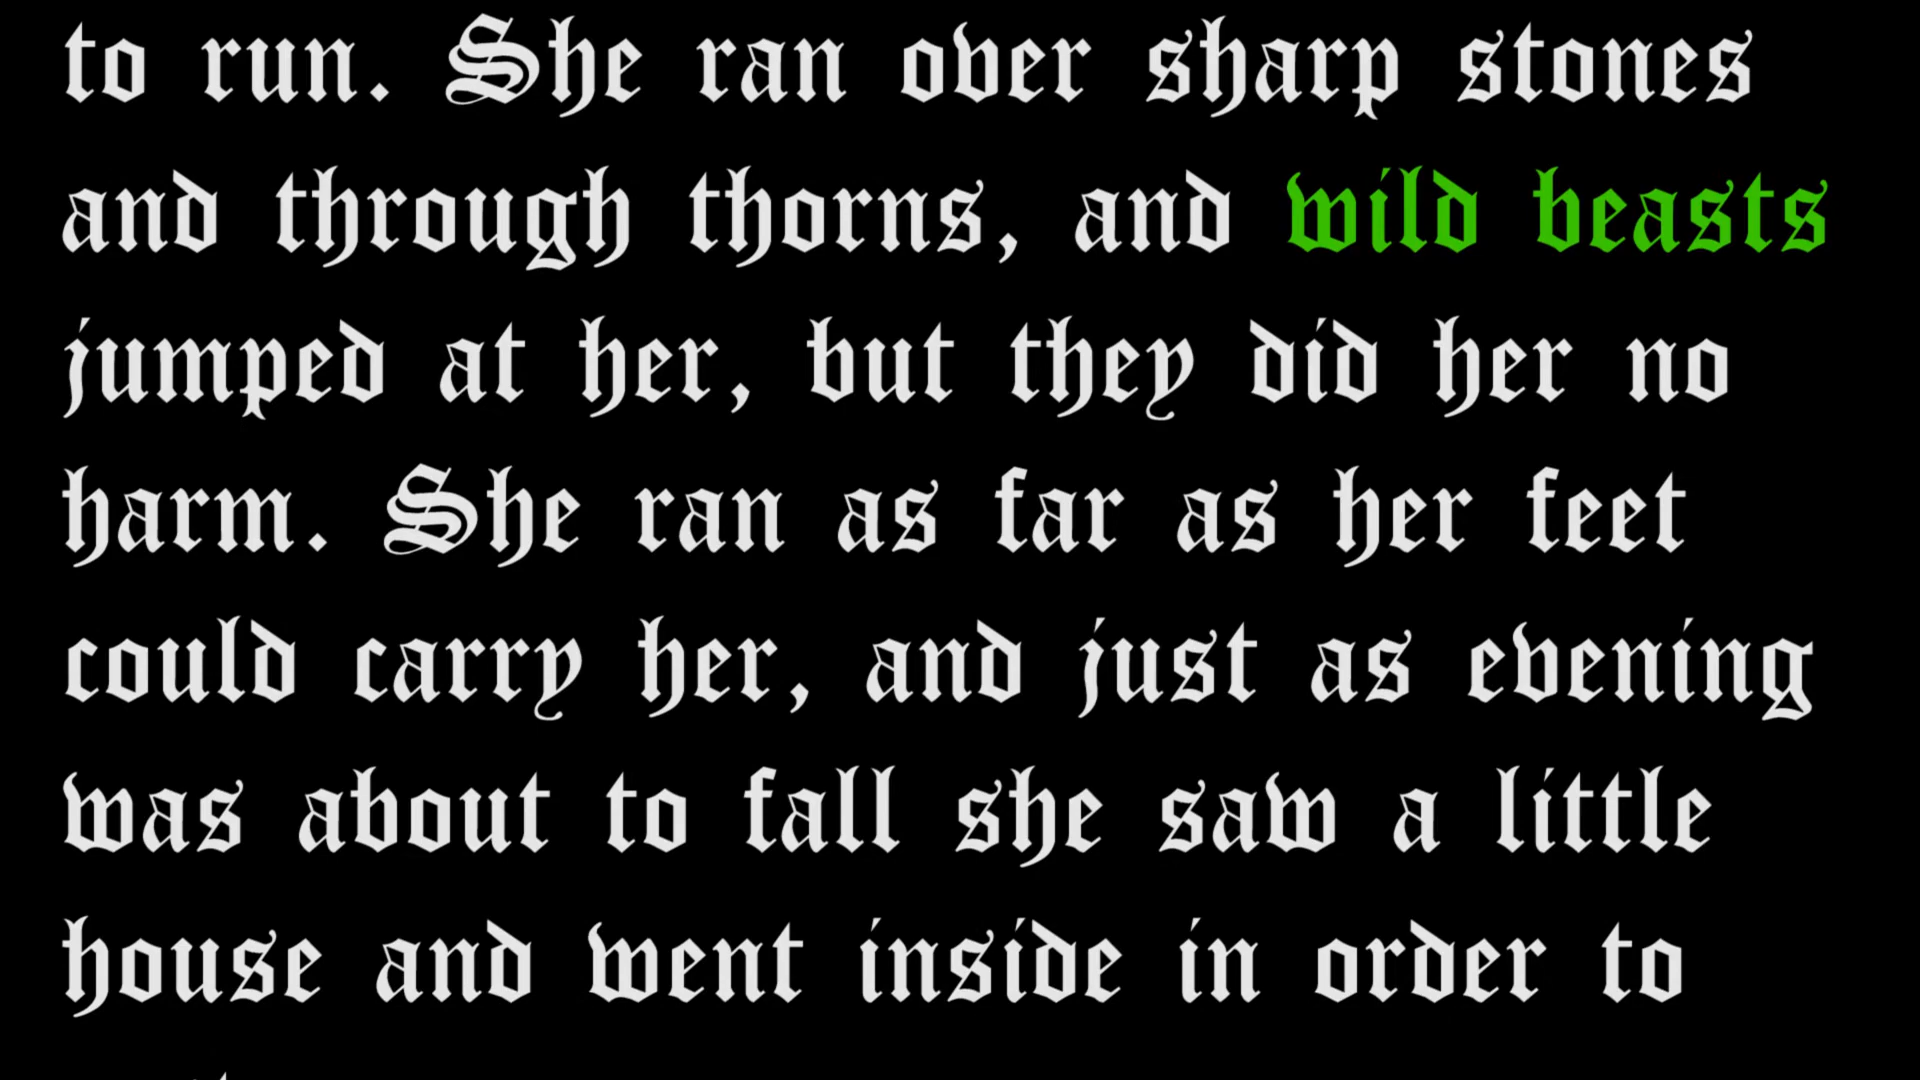 to run. She ran over sharp stones
and through thorns, and wild beasts
jumped at her, but they did her no
harm. She ran as far as her feet
could carry her, and just as evening
was about to fall she saw a little
house and went inside in order to